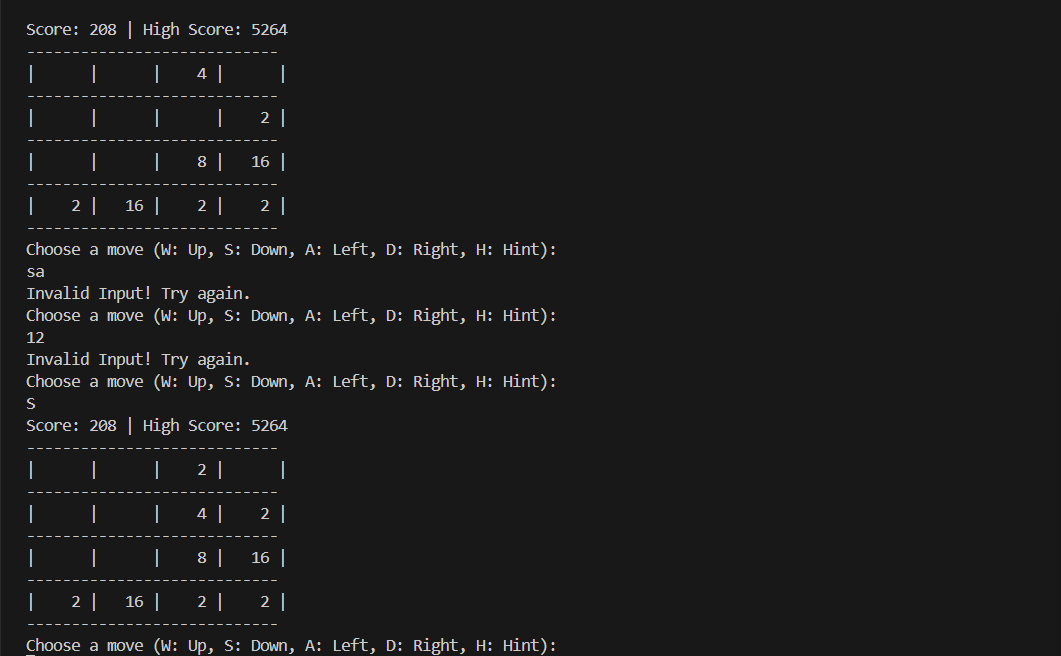 Score: 208 | High Score: 5264
----------------------------
|      |      |    4 |      |
----------------------------
|      |      |      |    2 |
----------------------------
|      |      |    8 |   16 |
----------------------------
|    2 |   16 |    2 |    2 |
----------------------------
Choose a move (W: Up, S: Down, A: Left, D: Right, H: Hint):
sa
Invalid Input! Try again.
Choose a move (W: Up, S: Down, A: Left, D: Right, H: Hint):
12
Invalid Input! Try again.
Choose a move (W: Up, S: Down, A: Left, D: Right, H: Hint):
S
Score: 208 | High Score: 5264
----------------------------
|      |      |    2 |      |
----------------------------
|      |      |    4 |    2 |
----------------------------
|      |      |    8 |   16 |
----------------------------
|    2 |   16 |    2 |    2 |
----------------------------
Choose a move (W: Up, S: Down, A: Left, D: Right, H: Hint):